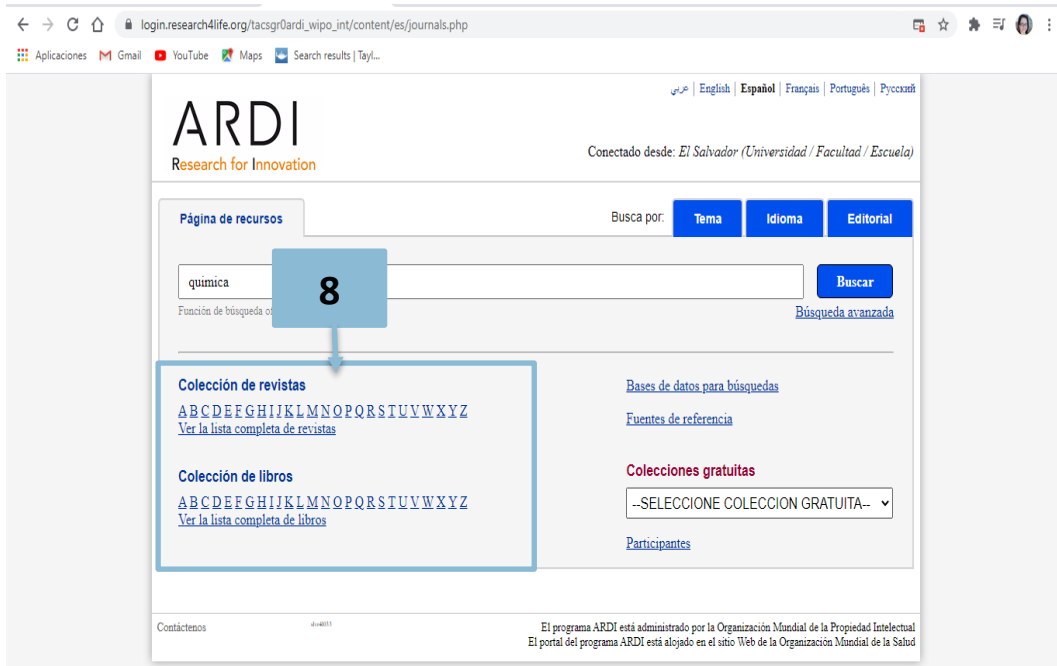 login.research4life.org/tacsgr0ardi_wipo_int/content/es/journals.php
Aplicaciones Gmail YouTube Maps Search results | Tayl...
عربي | English | Español | Français | Português | Русский
ARDI
Research for Innovation
Conectado desde: El Salvador (Universidad / Facultad / Escuela)
Página de recursos
Busca por: Tema Idioma Editorial
quimica
8
Buscar
Función de búsqueda
Búsqueda avanzada
Colección de revistas
A B C D E F G H I J K L M N O P Q R S T U V W X Y Z
Ver la lista completa de revistas
Colección de libros
A B C D E F G H I J K L M N O P Q R S T U V W X Y Z
Ver la lista completa de libros
Bases de datos para búsquedas
Fuentes de referencia
Colecciones gratuitas
--SELECCIONE COLECCION GRATUITA--
Participantes
Contáctenos
El programa ARDI está administrado por la Organización Mundial de la Propiedad Intelectual
El portal del programa ARDI está alojado en el sitio Web de la Organización Mundial de la Salud